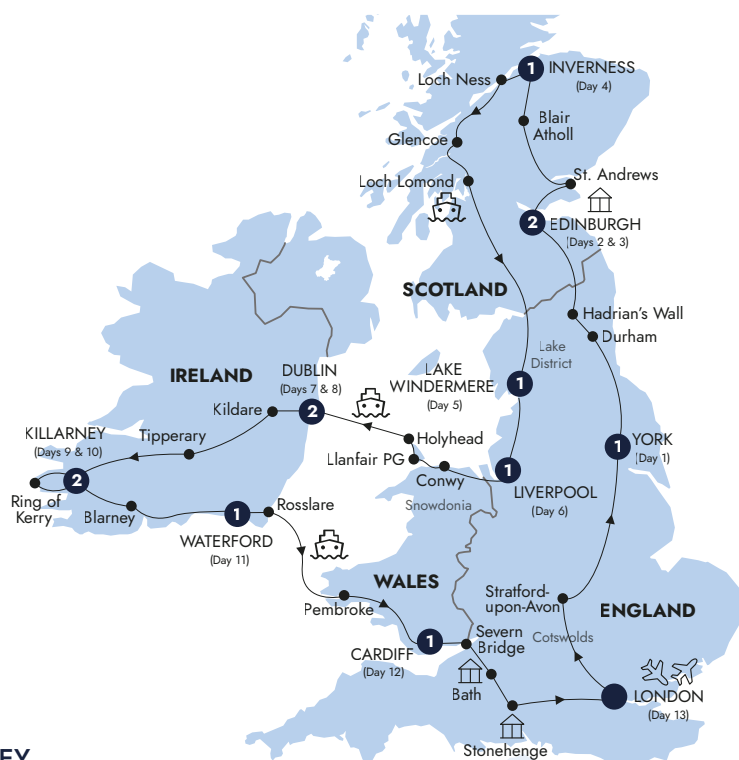 1 INVERNESS
(Day 4)
Loch Ness
Blair
Atholl
Glencoe
Loch Lomond
St. Andrews
2 EDINBURGH
(Days 2 & 3)
SCOTLAND
Hadrian's Wall
Durham
Lake
District
LAKE
WINDERMERE
(Day 5)
1
IRELAND
DUBLIN
(Days 7 & 8)
2
Kildare
KILLARNEY
(Days 9 & 10)
2
Tipperary
Holyhead
Llanfair PG
Conwy
1
LIVERPOOL
(Day 6)
1 YORK
(Day 1)
Ring of
Kerry
Blarney
1
WATERFORD
(Day 11)
Rosslare
Snowdonia
WALES
Pembroke
Stratford-
upon-Avon
ENGLAND
Cotswolds
1
CARDIFF
(Day 12)
Severn
Bridge
Bath
LONDON
(Day 13)
Stonehenge
EY